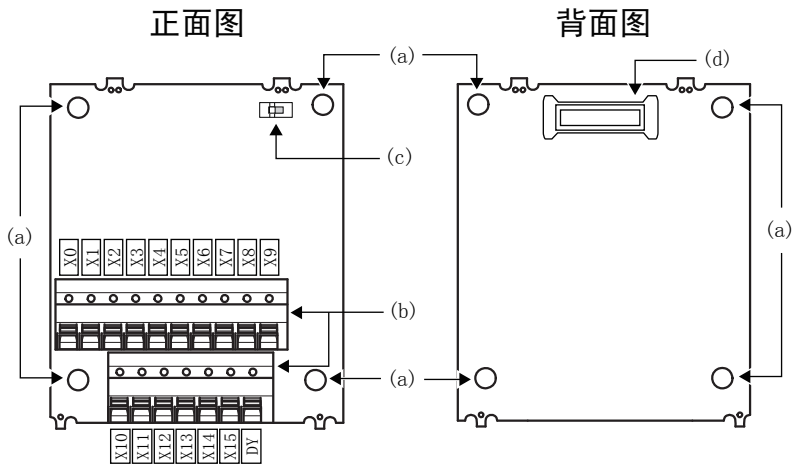 正面图
背面图
(a)
(d)
(c)
(a)
(a)
X0 X1 X2 X3 X4 X5 X6 X7 X8 X9
(b)
(a)
X10 X11 X12 X13 X14 X15 DY